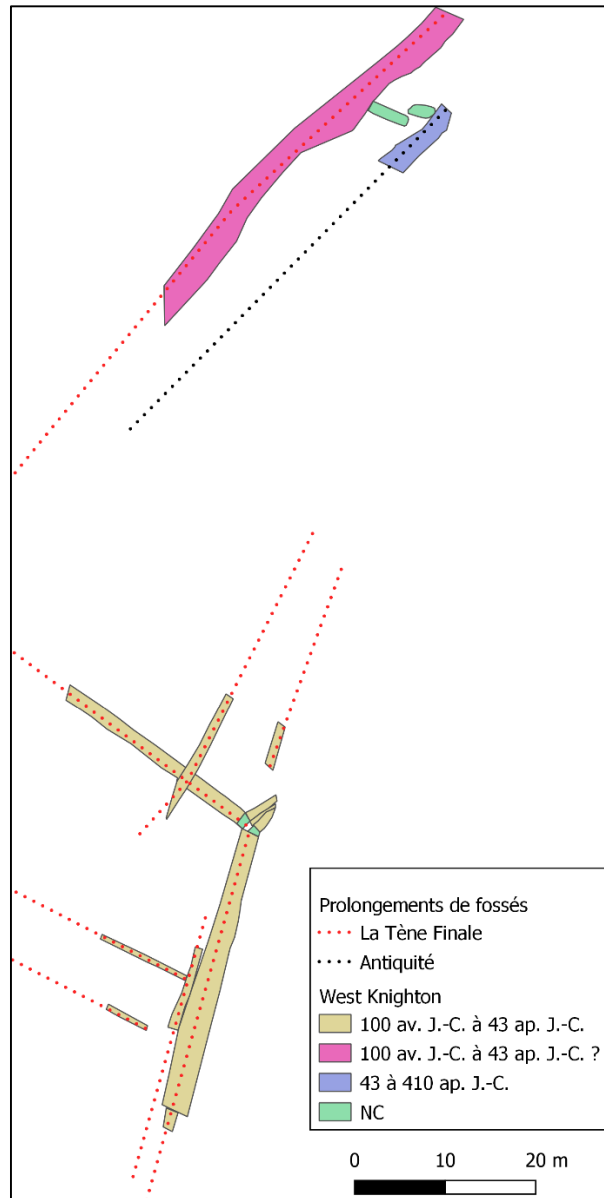 Prolongements de fossés
La Tène Finale
Antiquité
West Knighton
100 av. J.-C. à 43 ap. J.-C.
100 av. J.-C. à 43 ap. J.-C. ?
43 à 410 ap. J.-C.
NC
0 10 20 m